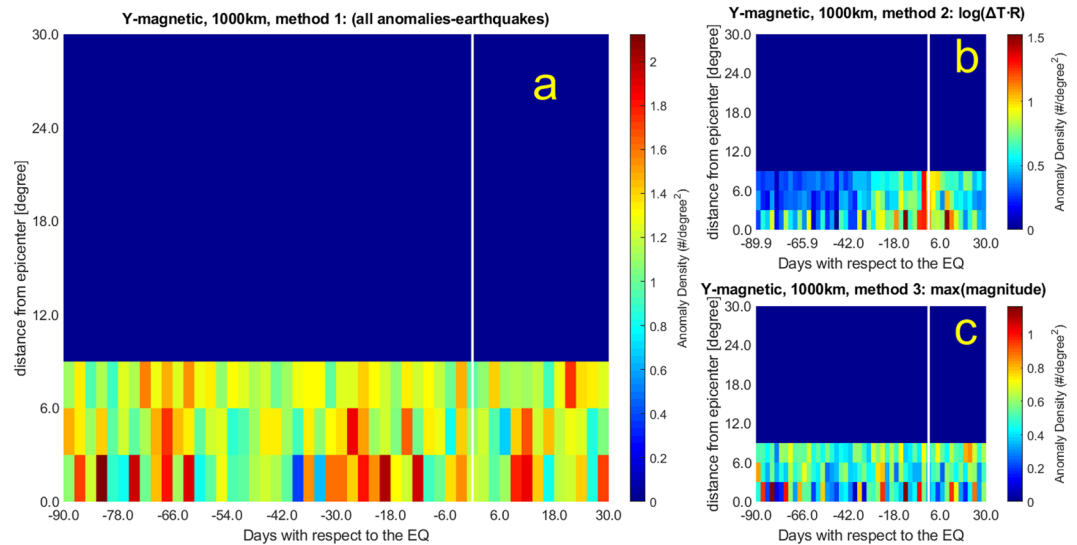 Y-magnetic, 1000km, method 1: (all anomalies-earthquakes)
a
30.0
24.0
18.0
12.0
6.0
0.0
distance from epicenter [degree]
-90.0 -78.0 -66.0 -54.0 -42.0 -30.0 -18.0 -6.0 6.0 18.0 30.0
Days with respect to the EQ
2
1.8
1.6
1.4
1.2
1
0.8
0.6
0.4
0.2
0
Anomaly Density (#/degree²)
Y-magnetic, 1000km, method 2: log(ΔT·R)
b
30.0
24.0
18.0
12.0
6.0
0.0
distance from epicenter [degree]
-89.9 -65.9 -42.0 -18.0 6.0 30.0
Days with respect to the EQ
1.5
1
0.5
0
Anomaly Density (#/degree²)
Y-magnetic, 1000km, method 3: max(magnitude)
c
30.0
24.0
18.0
12.0
6.0
0.0
distance from epicenter [degree]
-90.0 -66.0 -42.0 -18.0 6.0 30.0
Days with respect to the EQ
1
0.8
0.6
0.4
0.2
0
Anomaly Density (#/degree²)